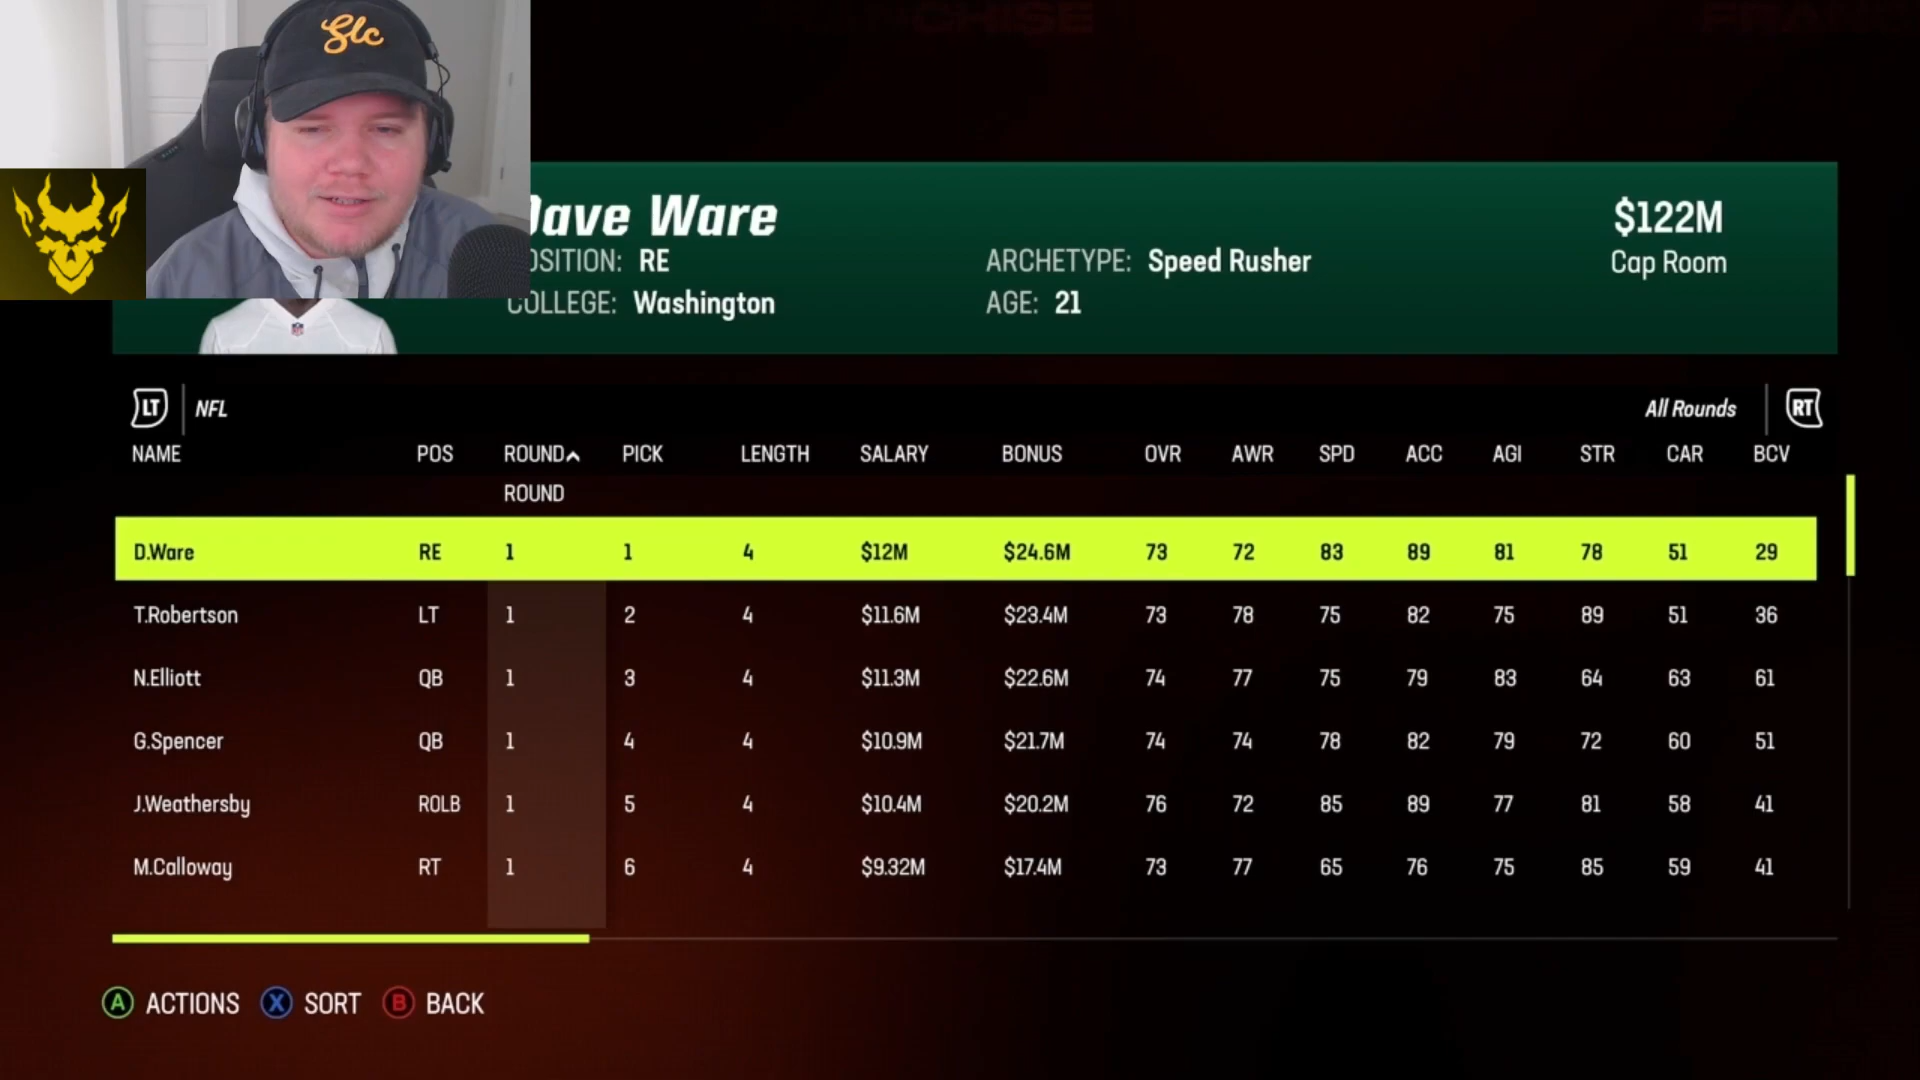 Slc
Dave Ware
POSITION: RE
COLLEGE: Washington
ARCHETYPE: Speed Rusher
AGE: 21
$122M
Cap Room
LT NFL
All Rounds RT
NAME POS ROUND PICK LENGTH SALARY BONUS OVR AWR SPD ACC AGI STR CAR BCV
ROUND
D.Ware RE 1 1 4 $12M $24.6M 73 72 83 89 81 78 51 29
T.Robertson LT 1 2 4 $11.6M $23.4M 73 78 75 82 75 89 51 36
N.Elliott QB 1 3 4 $11.3M $22.6M 74 77 75 79 83 64 63 61
G.Spencer QB 1 4 4 $10.9M $21.7M 74 74 78 82 79 72 60 51
J.Weathersby ROLB 1 5 4 $10.4M $20.2M 76 72 85 89 77 81 58 41
M.Calloway RT 1 6 4 $9.32M $17.4M 73 77 65 76 75 85 59 41
A ACTIONS X SORT B BACK